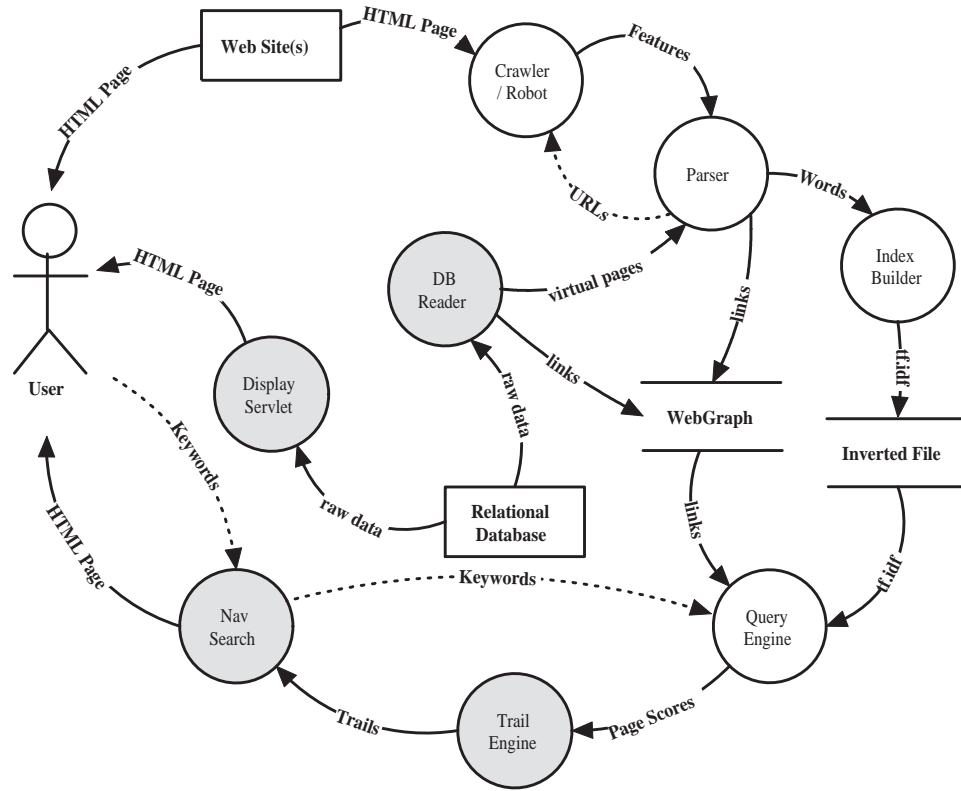 HTML Page
Web Site(s)
HTML Page
Crawler
/ Robot
Features
Parser
Words
Index
Builder
URLs
HTML Page
DB
Reader
virtual pages
links
links
tf.idf
User
Display
Servlet
raw data
WebGraph
Inverted File
Keywords
raw data
Relational
Database
links
tf.idf
HTML Page
Keywords
Nav
Search
Query
Engine
Trails
Trail
Engine
Page Scores